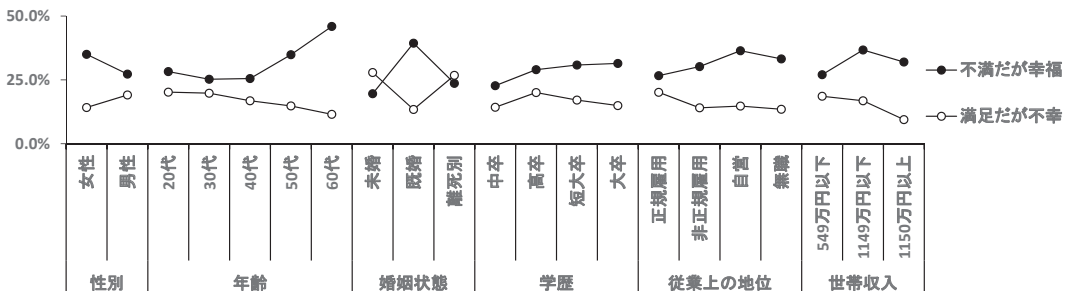 50.0%
25.0%
0.0%
不満だが幸福
満足だが不幸
女性
男性
20代
30代
40代
50代
60代
未婚
既婚
離死別
中卒
高卒
短大卒
大卒
正規雇用
非正規雇用
自営
無職
549万円以下
1149万円以下
1150万円以上
性別
年齢
婚姻状態
学歴
従業上の地位
世帯収入